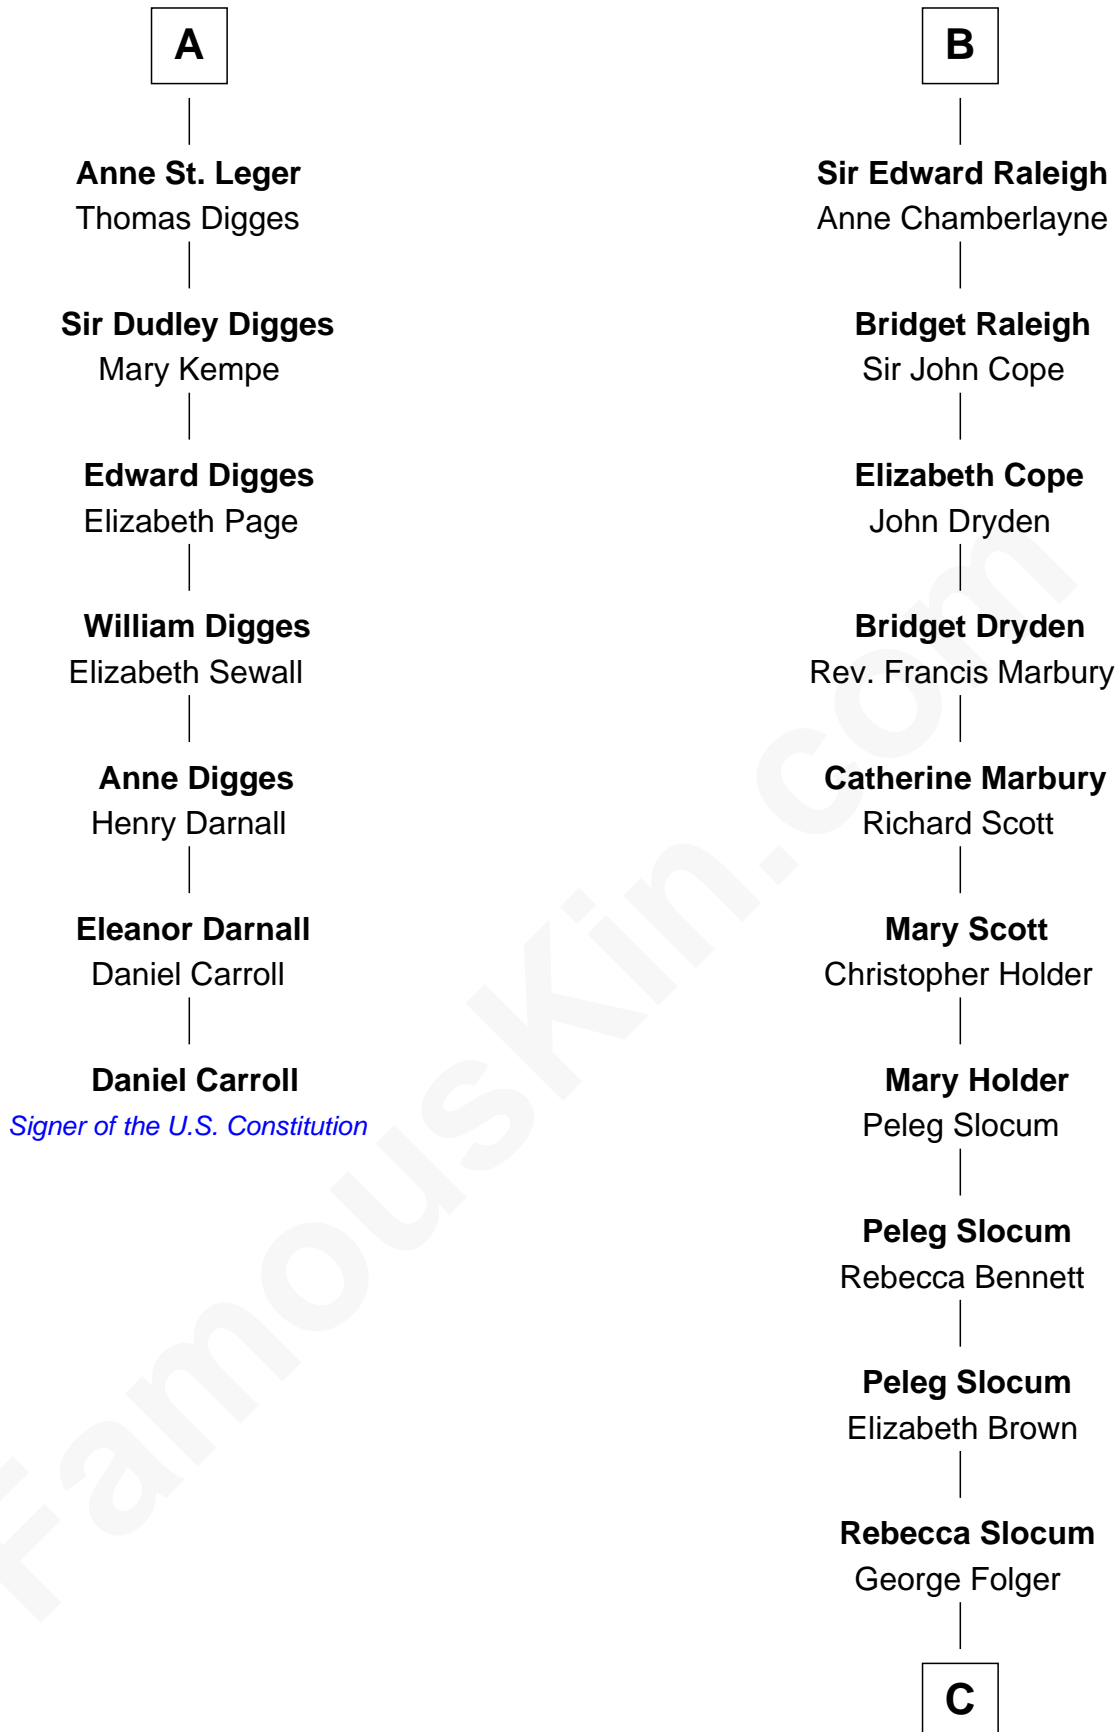 A
Anne St. Leger
Thomas Digges
Sir Dudley Digges
Mary Kempe
Edward Digges
Elizabeth Page
William Digges
Elizabeth Sewall
Anne Digges
Henry Darnall
Eleanor Darnall
Daniel Carroll
Daniel Carroll
Signer of the U.S. Constitution
B
Sir Edward Raleigh
Anne Chamberlayne
Bridget Raleigh
Sir John Cope
Elizabeth Cope
John Dryden
Bridget Dryden
Rev. Francis Marbury
Catherine Marbury
Richard Scott
Mary Scott
Christopher Holder
Mary Holder
Peleg Slocum
Peleg Slocum
Rebecca Bennett
Peleg Slocum
Elizabeth Brown
Rebecca Slocum
George Folger
C
FamousKin.com